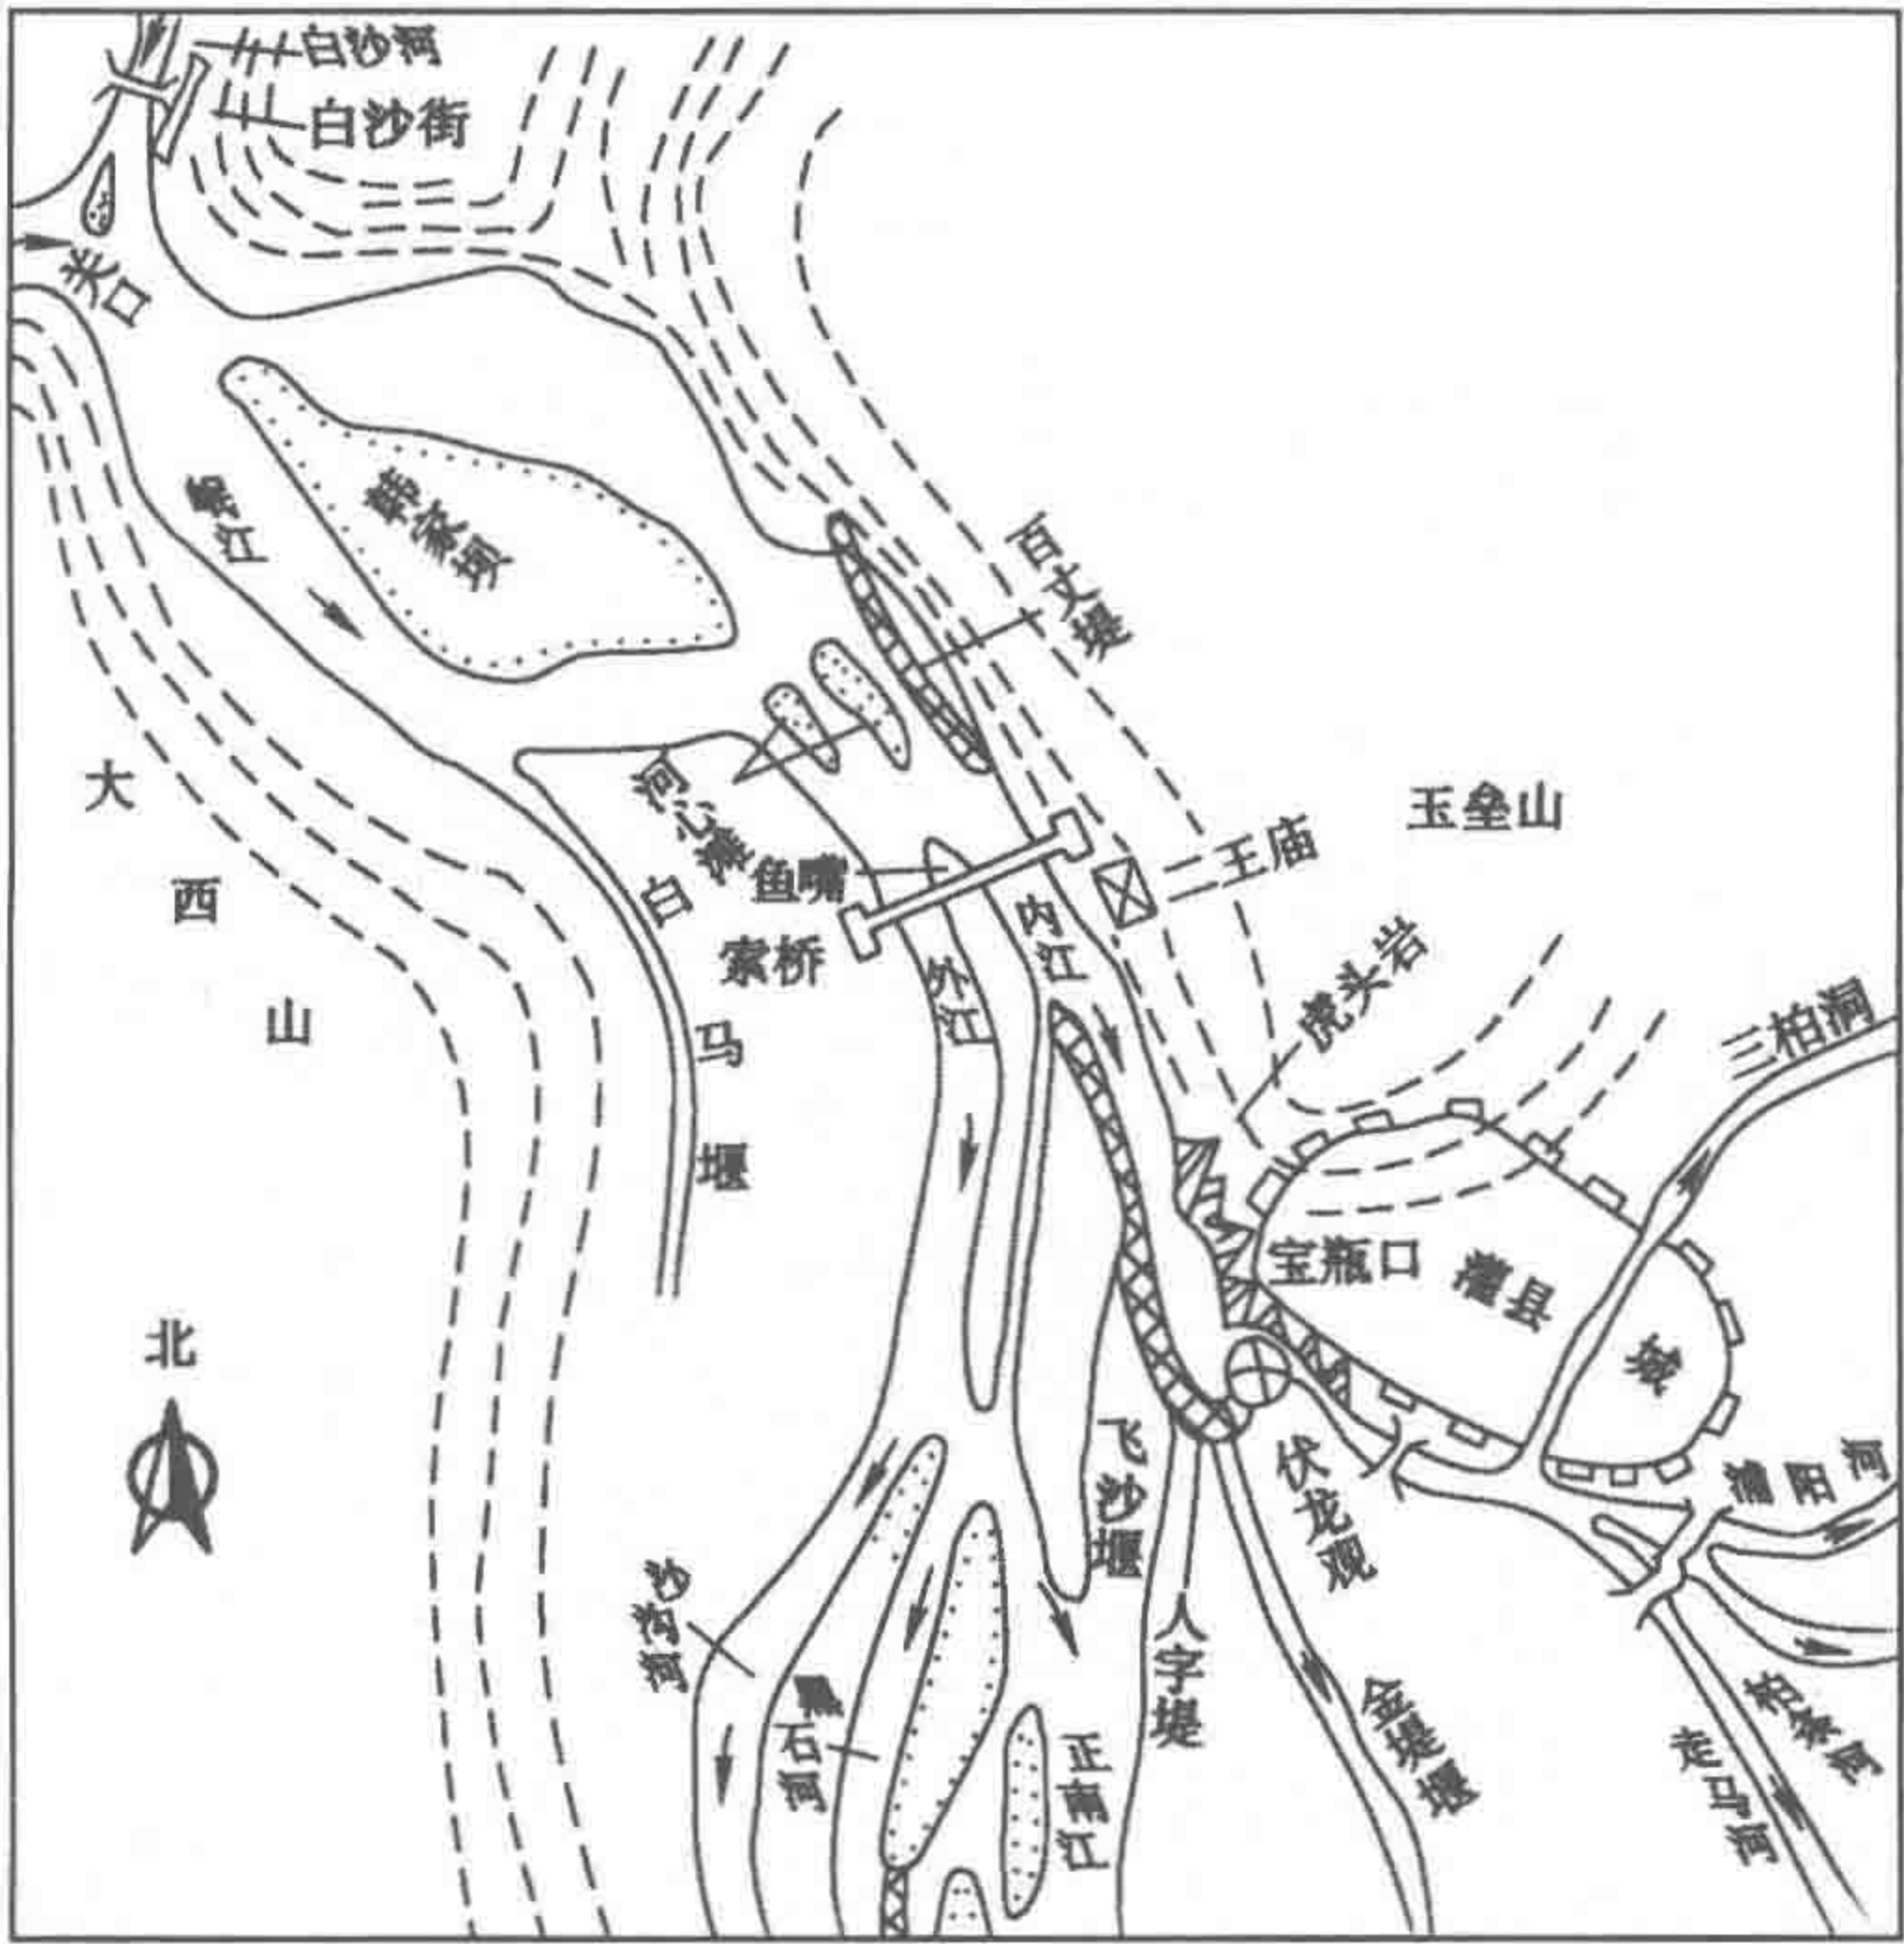 白沙河
白沙街
关口
岷江
韩家坝
百丈堤
大西山
河心滩
玉垒山
二王庙
鱼嘴
白马堰
索桥
内江
外江
虎头岩
三柏洞
宝瓶口
灌县城
北
飞沙堰
伏龙观
蒲阳河
沙沟河
黑石河
人字堤
正南江
金堤堰
柏条河
走马河